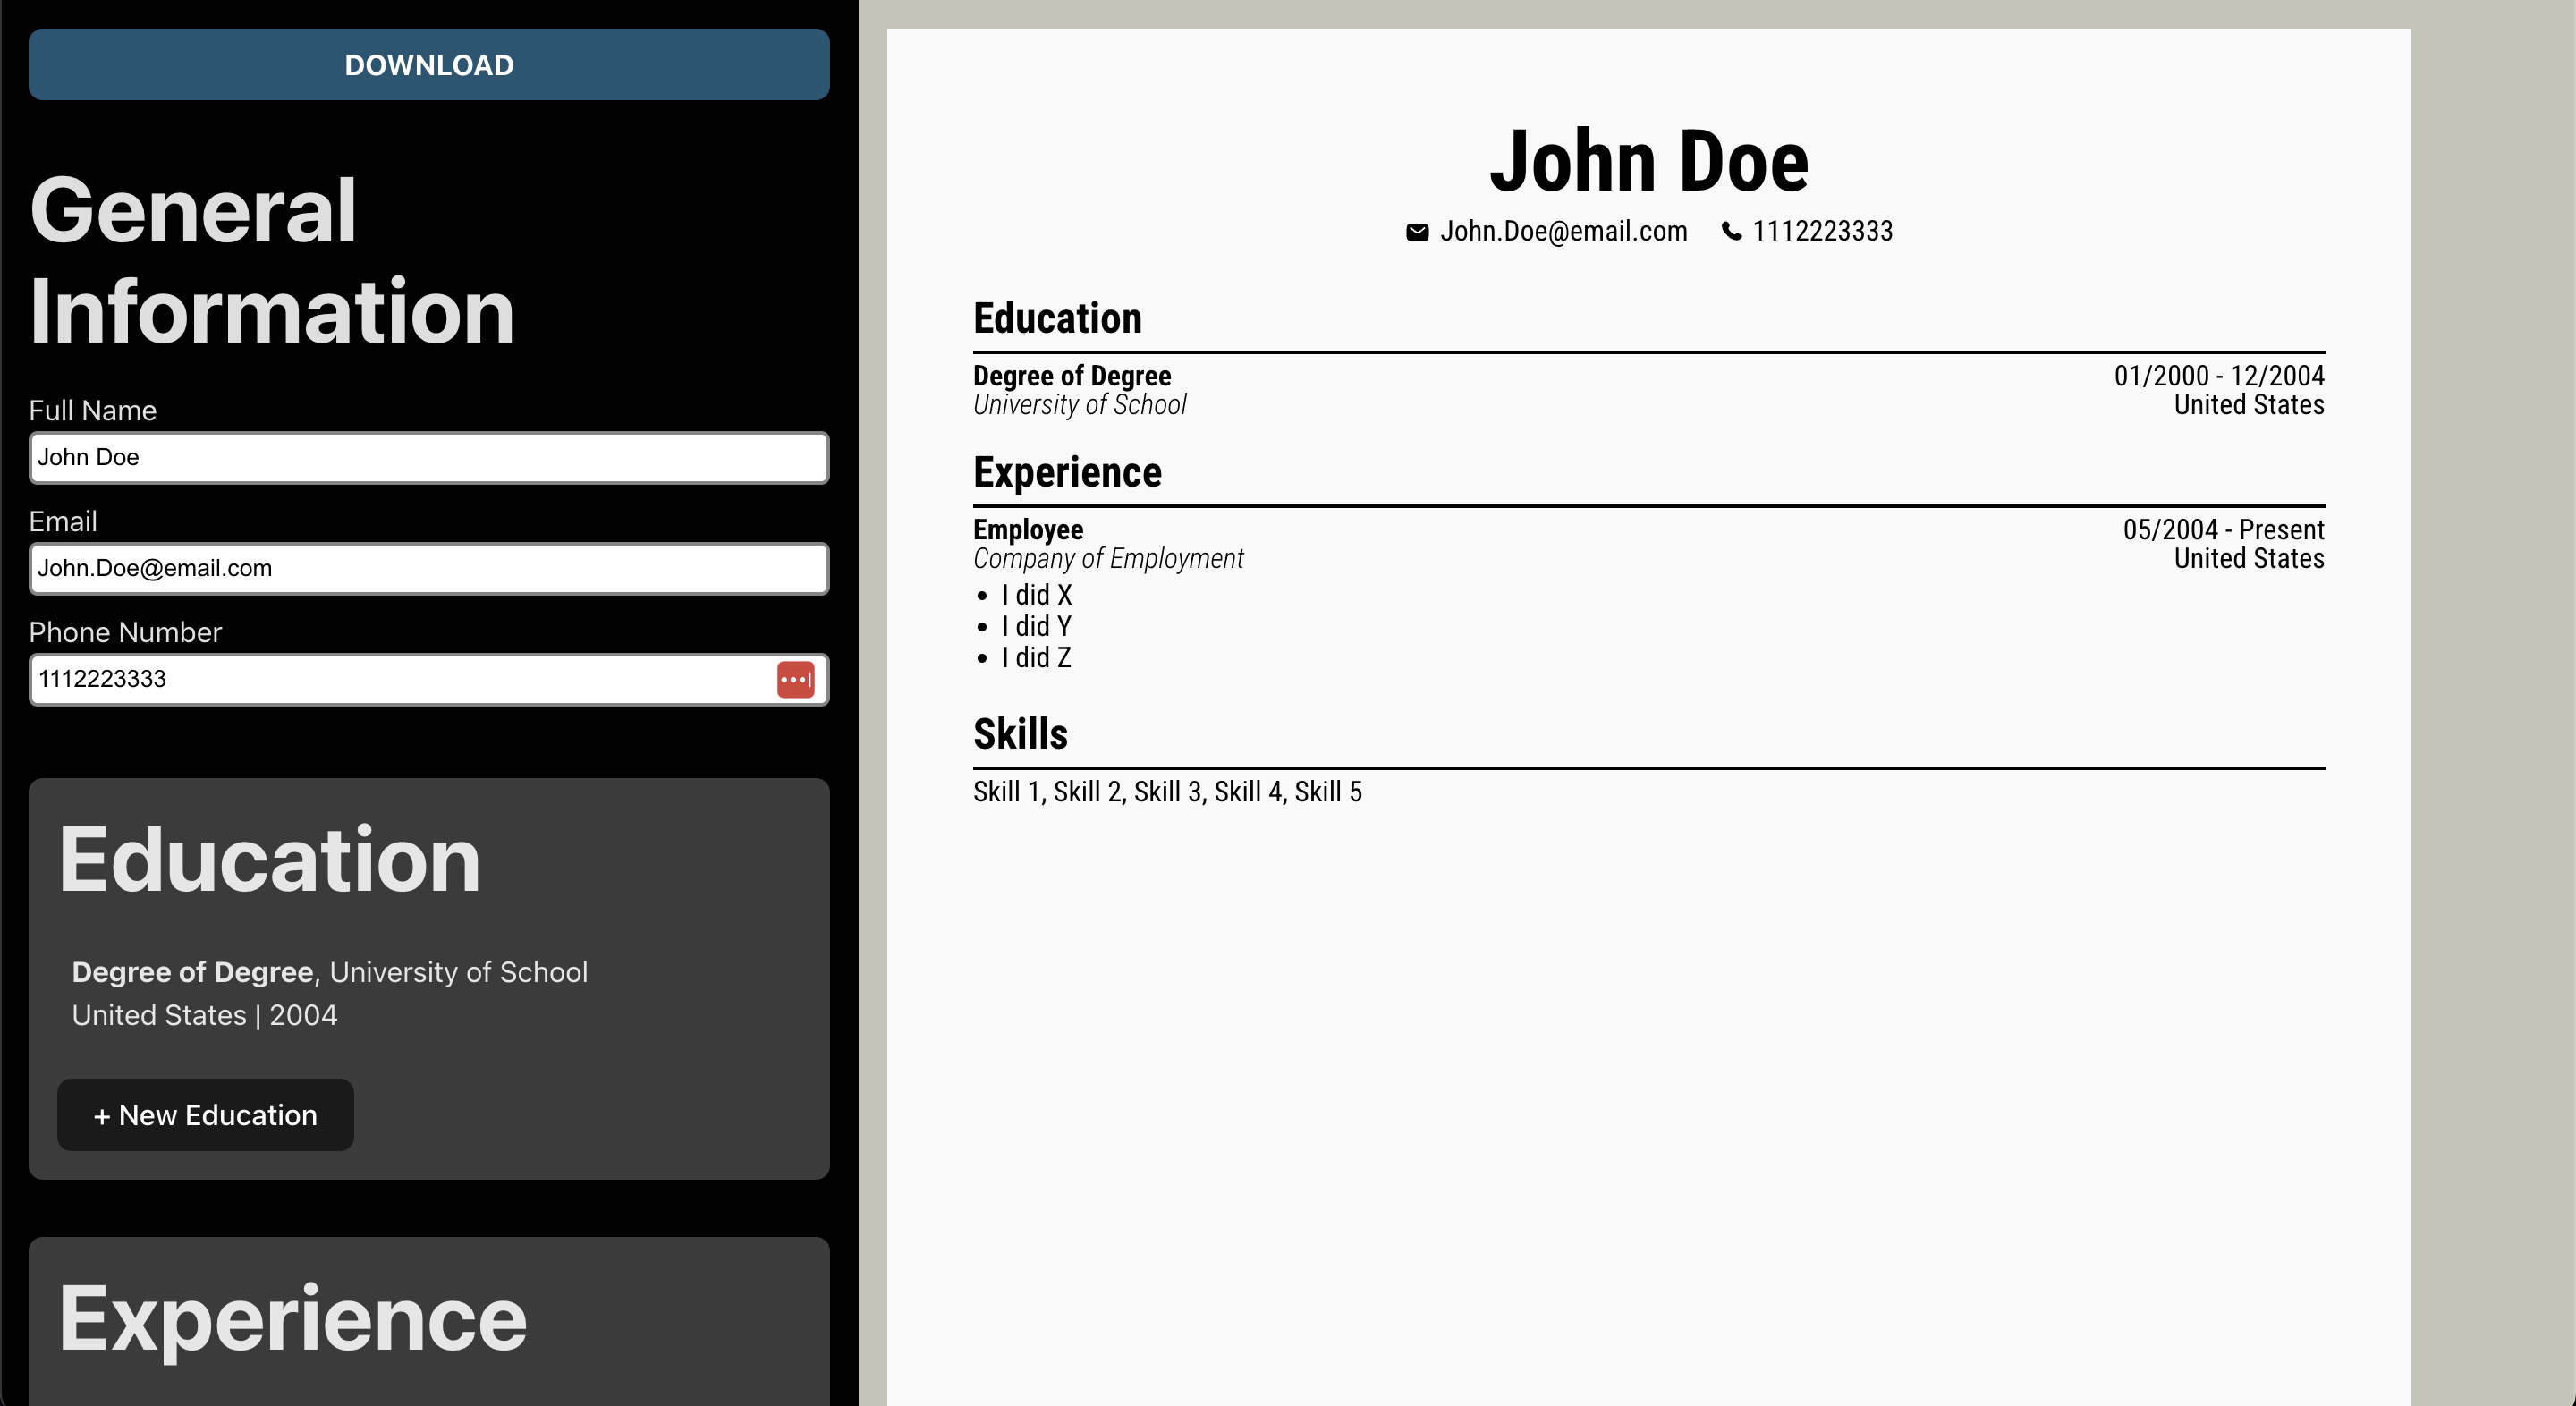 DOWNLOAD
General
Information
Full Name
John Doe
Email
John.Doe@email.com
Phone Number
1112223333
Education
Degree of Degree, University of School
United States | 2004
+ New Education
Experience
John Doe
John.Doe@email.com 1112223333
Education
Degree of Degree 01/2000 - 12/2004
University of School United States
Experience
Employee 05/2004 - Present
Company of Employment United States
• I did X
• I did Y
• I did Z
Skills
Skill 1, Skill 2, Skill 3, Skill 4, Skill 5